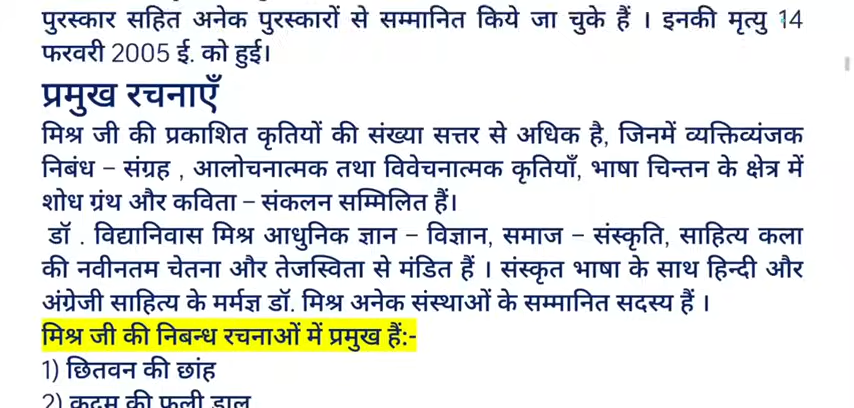 पुरस्कार सहित अनेक पुरस्कारों से सम्मानित किये जा चुके हैं । इनकी मृत्यु 14
फरवरी 2005 ई. को हुई।
प्रमुख रचनाएँ
मिश्र जी की प्रकाशित कृतियों की संख्या सत्तर से अधिक है, जिनमें व्यक्तिव्यंजक
निबंध – संग्रह , आलोचनात्मक तथा विवेचनात्मक कृतियाँ, भाषा चिन्तन के क्षेत्र में
शोध ग्रंथ और कविता – संकलन सम्मिलित हैं।
डॉ . विद्यानिवास मिश्र आधुनिक ज्ञान – विज्ञान, समाज – संस्कृति, साहित्य कला
की नवीनतम चेतना और तेजस्विता से मंडित हैं । संस्कृत भाषा के साथ हिन्दी और
अंग्रेजी साहित्य के मर्मज्ञ डॉ. मिश्र अनेक संस्थाओं के सम्मानित सदस्य हैं ।
मिश्र जी की निबन्ध रचनाओं में प्रमुख हैं:-
1) छितवन की छांह
2) कदम की फूली डाल